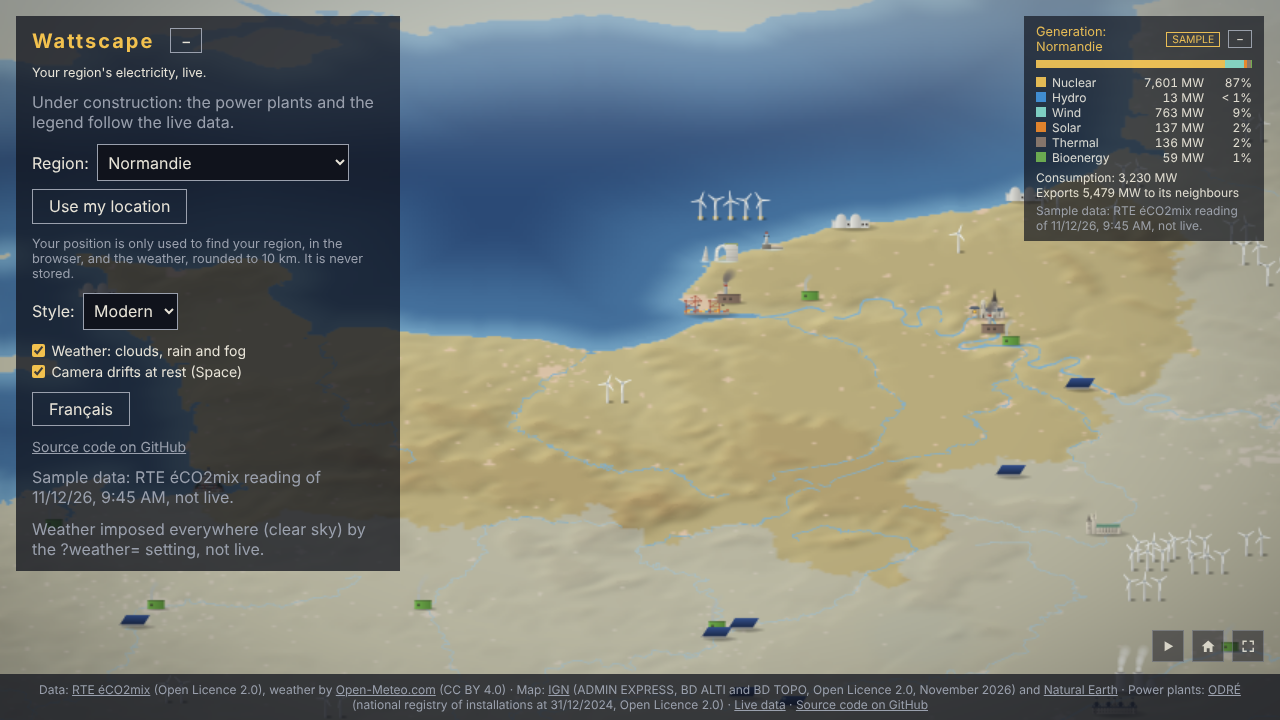 Wattscape
–
Your region's electricity, live.
Under construction: the power plants and the
legend follow the live data.
Region: Normandie
Use my location
Your position is only used to find your region, in the
browser, and the weather, rounded to 10 km. It is never
stored.
Style: Modern
Weather: clouds, rain and fog
Camera drifts at rest (Space)
Français
Source code on GitHub
Sample data: RTE éCO2mix reading of
11/12/26, 9:45 AM, not live.
Weather imposed everywhere (clear sky) by
the ?weather= setting, not live.
Generation:
Normandie
SAMPLE
–
Nuclear 7,601 MW 87%
Hydro 13 MW < 1%
Wind 763 MW 9%
Solar 137 MW 2%
Thermal 136 MW 2%
Bioenergy 59 MW 1%
Consumption: 3,230 MW
Exports 5,479 MW to its neighbours
Sample data: RTE éCO2mix reading
of 11/12/26, 9:45 AM, not live.
Data: RTE éCO2mix (Open Licence 2.0), weather by Open-Meteo.com (CC BY 4.0) · Map: IGN (ADMIN EXPRESS, BD ALTI and BD TOPO, Open Licence 2.0, November 2026) and Natural Earth · Power plants: ODRÉ
(national registry of installations at 31/12/2024, Open Licence 2.0) · Live data · Source code on GitHub